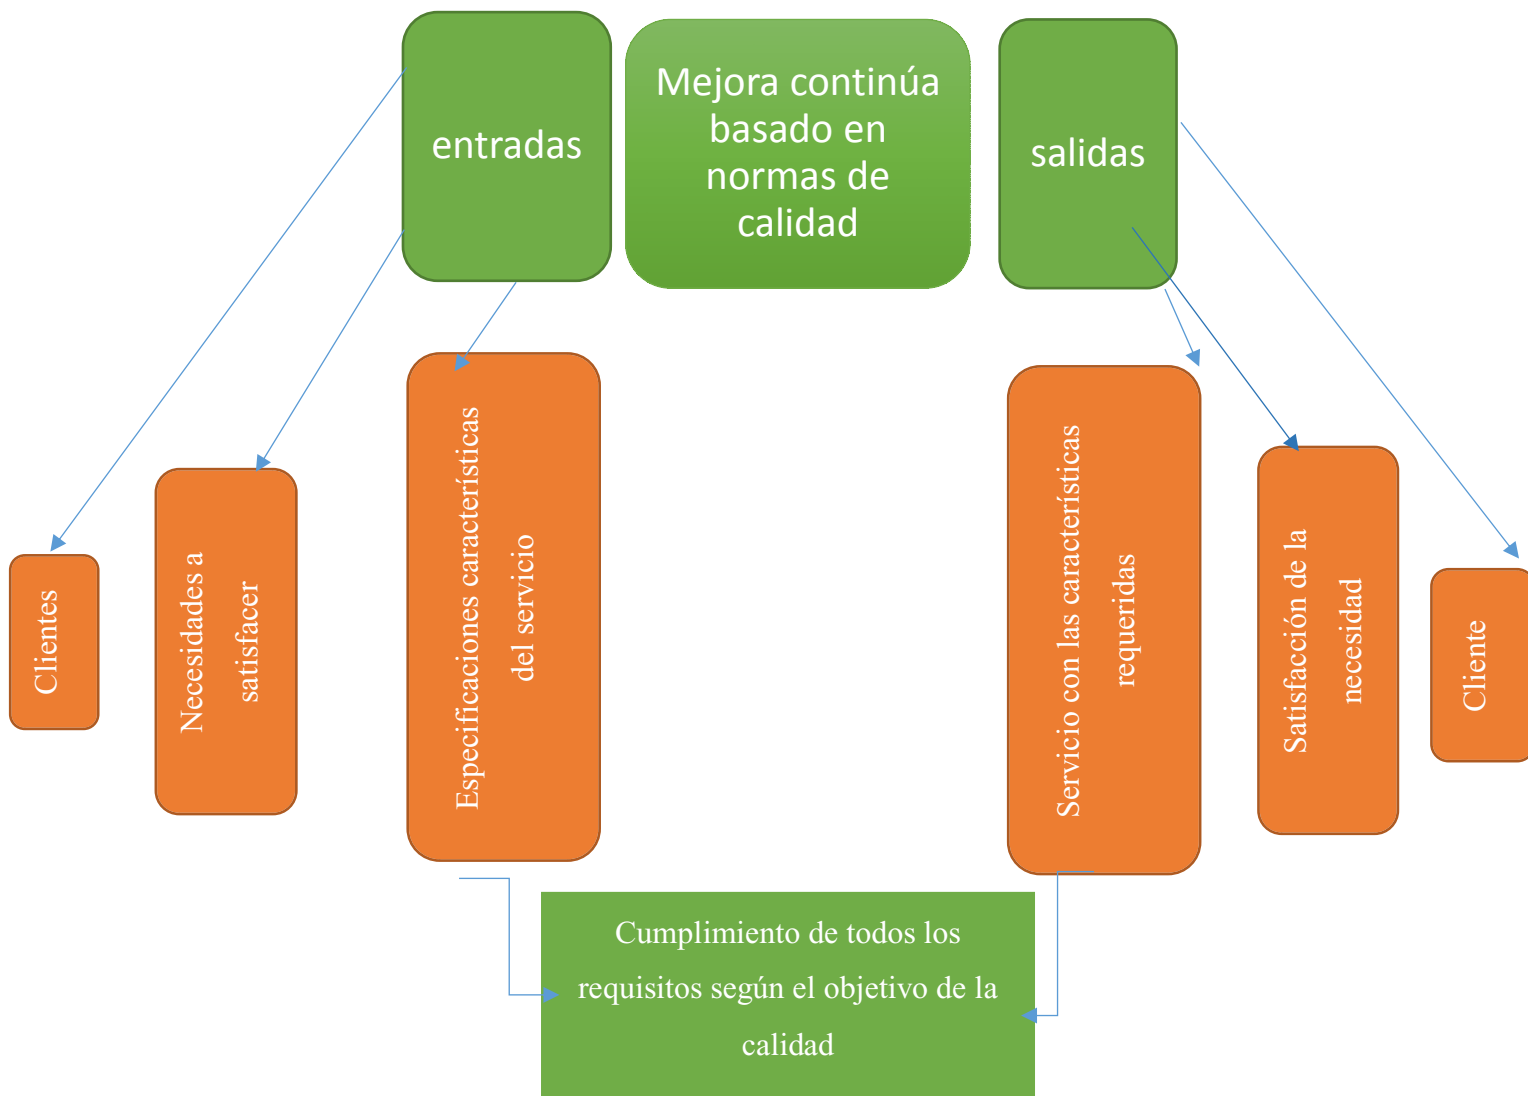 entradas
Mejora continúa
basado en
normas de
calidad
salidas
Clientes
Necesidades a
satisfacer
Especificaciones características
del servicio
Servicio con las características
requeridas
Satisfacción de la
necesidad
Cliente
Cumplimiento de todos los
requisitos según el objetivo de la
calidad